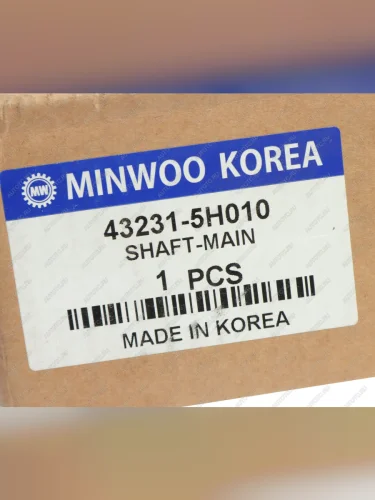 MW MINWOO KOREA
43231-5H010
SHAFT-MAIN
1 PCS
MADE IN KOREA